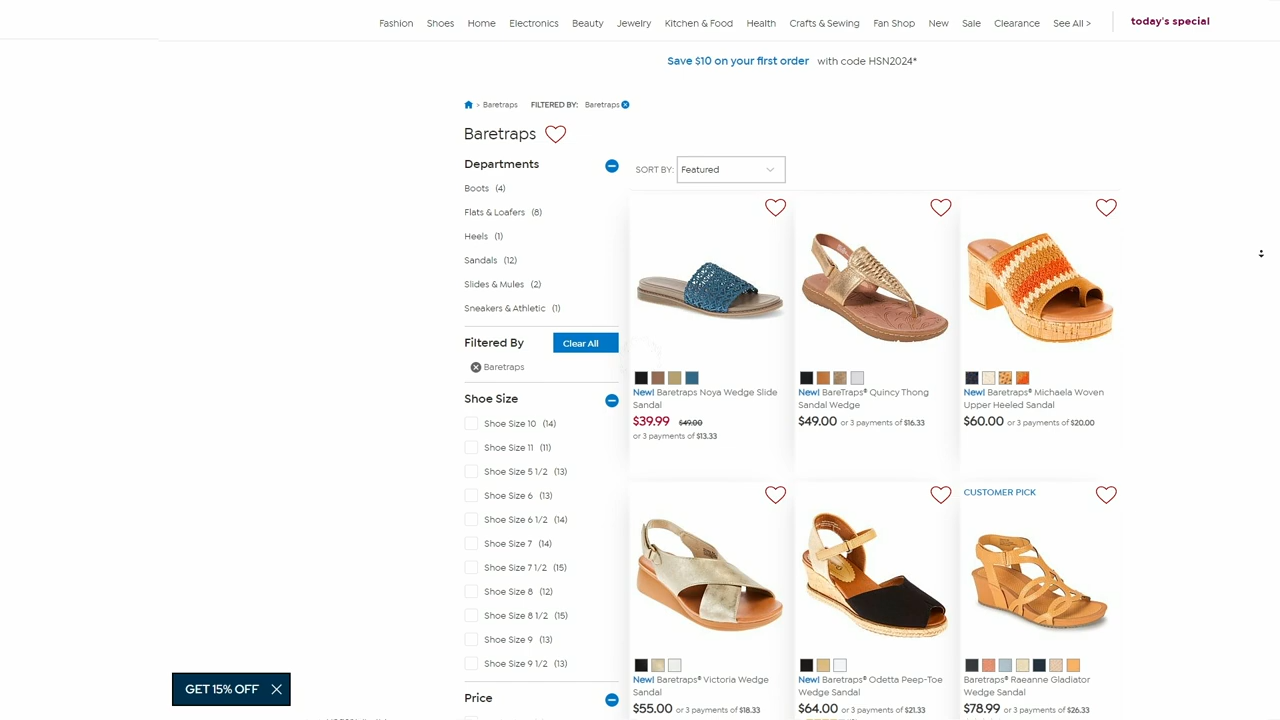 Fashion Shoes Home Electronics Beauty Jewelry Kitchen & Food Health Crafts & Sewing Fan Shop New Sale Clearance See All > today's special
Save $10 on your first order with code HSN2024*
> Baretraps FILTERED BY: Baretraps
Baretraps
Departments
Boots (4)
Flats & Loafers (8)
Heels (1)
Sandals (12)
Slides & Mules (2)
Sneakers & Athletic (1)
Filtered By Clear All
Baretraps
Shoe Size
Shoe Size 10 (14)
Shoe Size 11 (11)
Shoe Size 5 1/2 (13)
Shoe Size 6 (13)
Shoe Size 6 1/2 (14)
Shoe Size 7 (14)
Shoe Size 7 1/2 (15)
Shoe Size 8 (12)
Shoe Size 8 1/2 (15)
Shoe Size 9 (13)
Shoe Size 9 1/2 (13)
Price
SORT BY: Featured
New! Baretraps Noya Wedge Slide
Sandal
$39.99 $49.00
or 3 payments of $13.33
New! BareTraps® Quincy Thong
Sandal Wedge
$49.00 or 3 payments of $16.33
New! Baretraps® Michaela Woven
Upper Heeled Sandal
$60.00 or 3 payments of $20.00
New! Baretraps® Victoria Wedge
Sandal
$55.00 or 3 payments of $18.33
New! Baretraps® Odetta Peep-Toe
Wedge Sandal
$64.00 or 3 payments of $21.33
CUSTOMER PICK
Baretraps® Raeanne Gladiator
Wedge Sandal
$78.99 or 3 payments of $26.33
GET 15% OFF